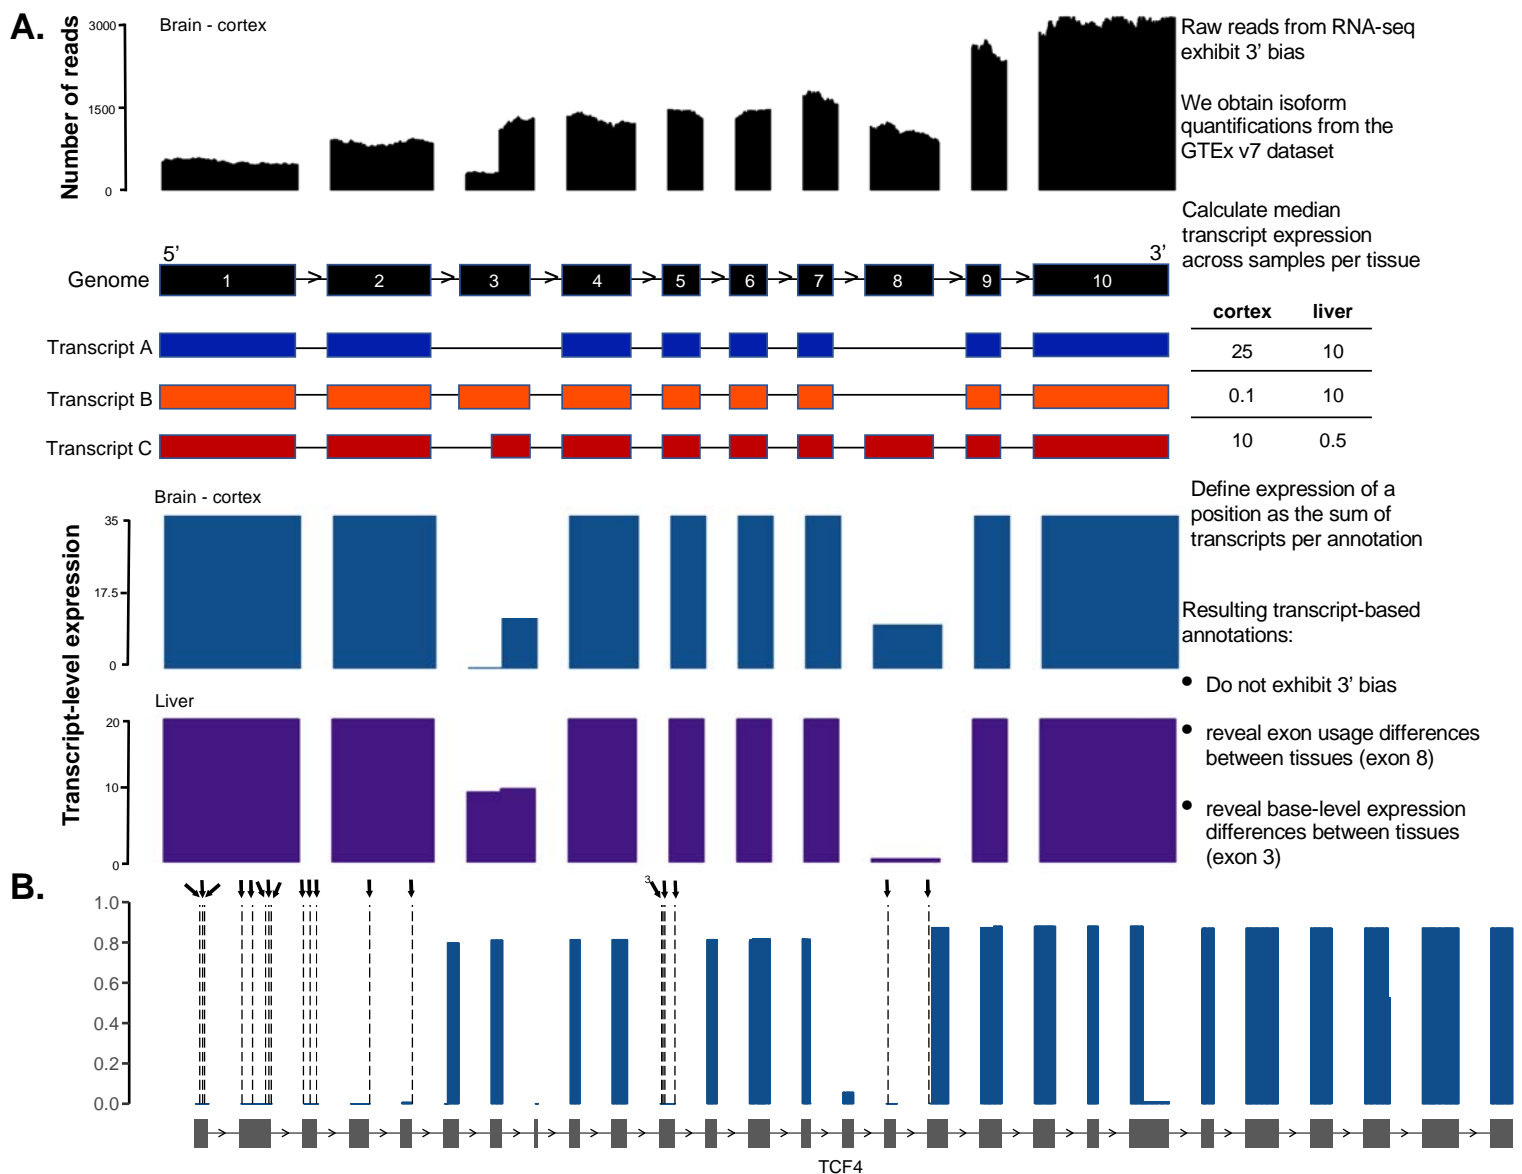 A.
Number of reads
3000
1500
0
Brain - cortex
Raw reads from RNA-seq
exhibit 3' bias
We obtain isoform
quantifications from the
GTEx v7 dataset
Calculate median
transcript expression
across samples per tissue
5’
3’
Genome
1
2
3
4
5
6
7
8
9
10
cortex liver
Transcript A
25 10
Transcript B
0.1 10
Transcript C
10 0.5
Transcript-level expression
Brain - cortex
35
17.5
0
Define expression of a
position as the sum of
transcripts per annotation
Resulting transcript-based
annotations:
• Do not exhibit 3’ bias
• reveal exon usage differences
between tissues (exon 8)
• reveal base-level expression
differences between tissues
(exon 3)
Liver
20
10
0
B.
3
1.0
0.8
0.6
0.4
0.2
0.0
TCF4